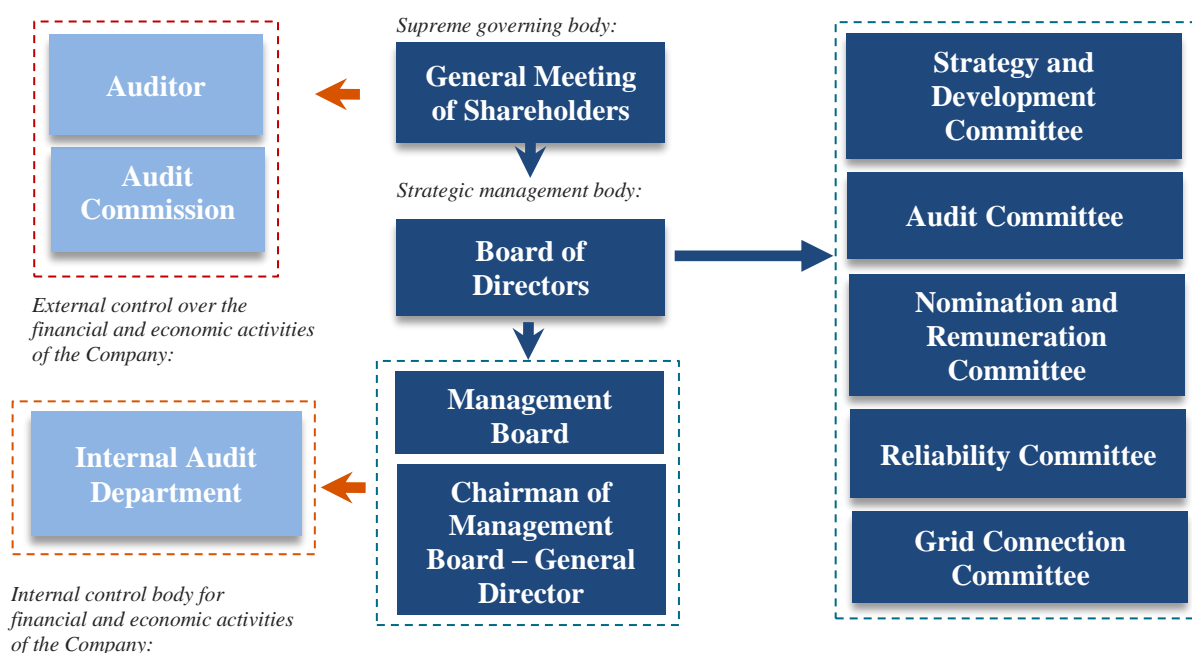 Auditor
Audit
Commission
External control over the
financial and economic activities
of the Company:
Internal Audit
Department
Internal control body for
financial and economic activities
of the Company:
Supreme governing body:
General Meeting
of Shareholders
Strategic management body:
Board of
Directors
Management
Board
Chairman of
Management
Board – General
Director
Strategy and
Development
Committee
Audit Committee
Nomination and
Remuneration
Committee
Reliability Committee
Grid Connection
Committee